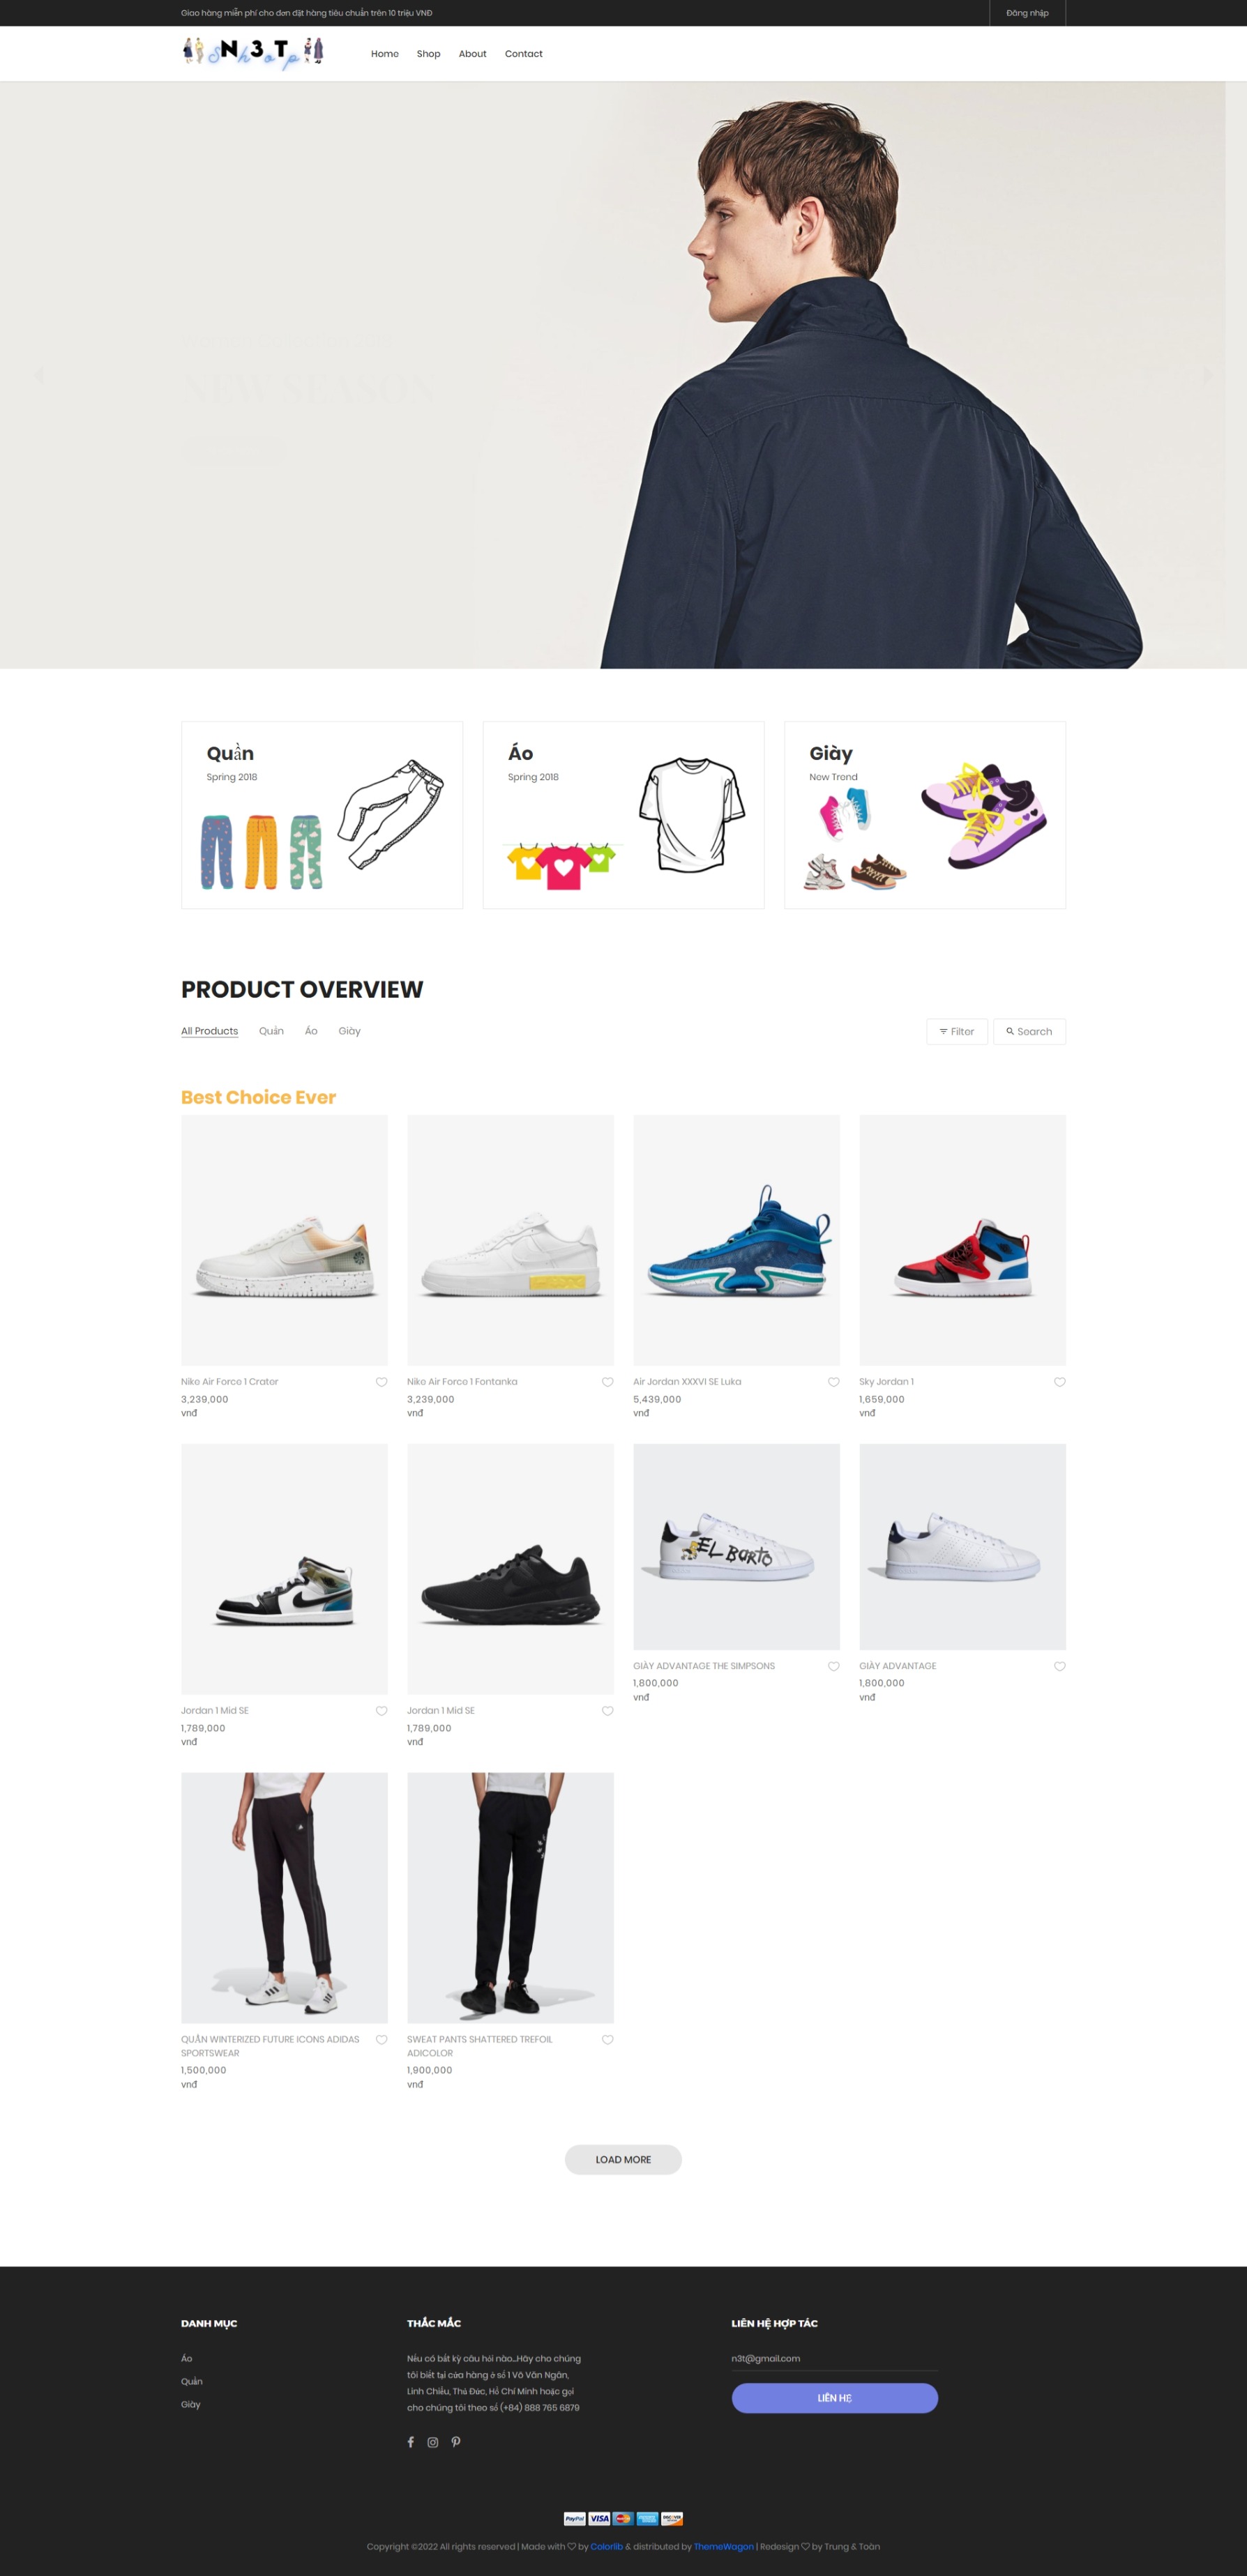 Giao hàng miễn phí cho đơn đặt hàng tiêu chuẩn trên 10 triệu VNĐ
Đăng nhập
N 3 T
Shop
Home
Shop
About
Contact
NEW SEASON
Quần
Spring 2018
Áo
Spring 2018
Giày
New Trend
PRODUCT OVERVIEW
All Products
Quần
Áo
Giày
Filter
Search
Best Choice Ever
Nike Air Force 1 Crater
3,239,000
vnđ
Nike Air Force 1 Fontanka
3,239,000
vnđ
Air Jordan XXXVI SE Luka
5,439,000
vnđ
Sky Jordan 1
1,659,000
vnđ
Jordan 1 Mid SE
1,789,000
vnđ
Jordan 1 Mid SE
1,789,000
vnđ
EL BARTO
GIÀY ADVANTAGE THE SIMPSONS
1,800,000
vnđ
GIÀY ADVANTAGE
1,800,000
vnđ
QUẦN WINTERIZED FUTURE ICONS ADIDAS
SPORTSWEAR
1,500,000
vnđ
SWEAT PANTS SHATTERED TREFOIL
ADICOLOR
1,900,000
vnđ
LOAD MORE
DANH MỤC
Áo
Quần
Giày
THẮC MẮC
Nếu có bất kỳ câu hỏi nào...Hãy cho chúng
tôi biết tại cửa hàng ở số 1 Võ Văn Ngân,
Linh Chiểu, Thủ Đức, Hồ Chí Minh hoặc gọi
cho chúng tôi theo số (+84) 888 765 6879
LIÊN HỆ HỢP TÁC
n3t@gmail.com
LIÊN HỆ
PayPal
VISA
DISCOVER
Copyright ©2022 All rights reserved | Made with ♡ by Colorlib & distributed by ThemeWagon | Redesign ♡ by Trung & Toàn